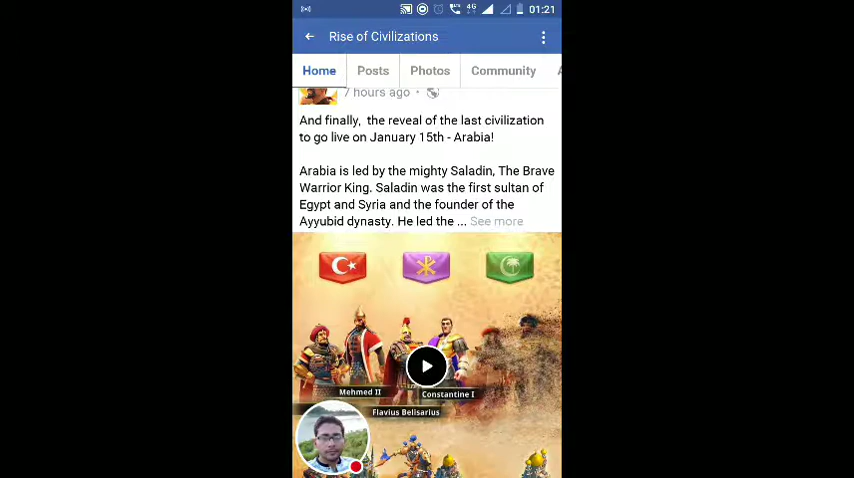 4G
01:21
Rise of Civilizations
Home
Posts
Photos
Community
7 hours ago
And finally, the reveal of the last civilization
to go live on January 15th - Arabia!
Arabia is led by the mighty Saladin, The Brave
Warrior King. Saladin was the first sultan of
Egypt and Syria and the founder of the
Ayyubid dynasty. He led the ... See more
Mehmed II
Constantine I
Flavius Belisarius